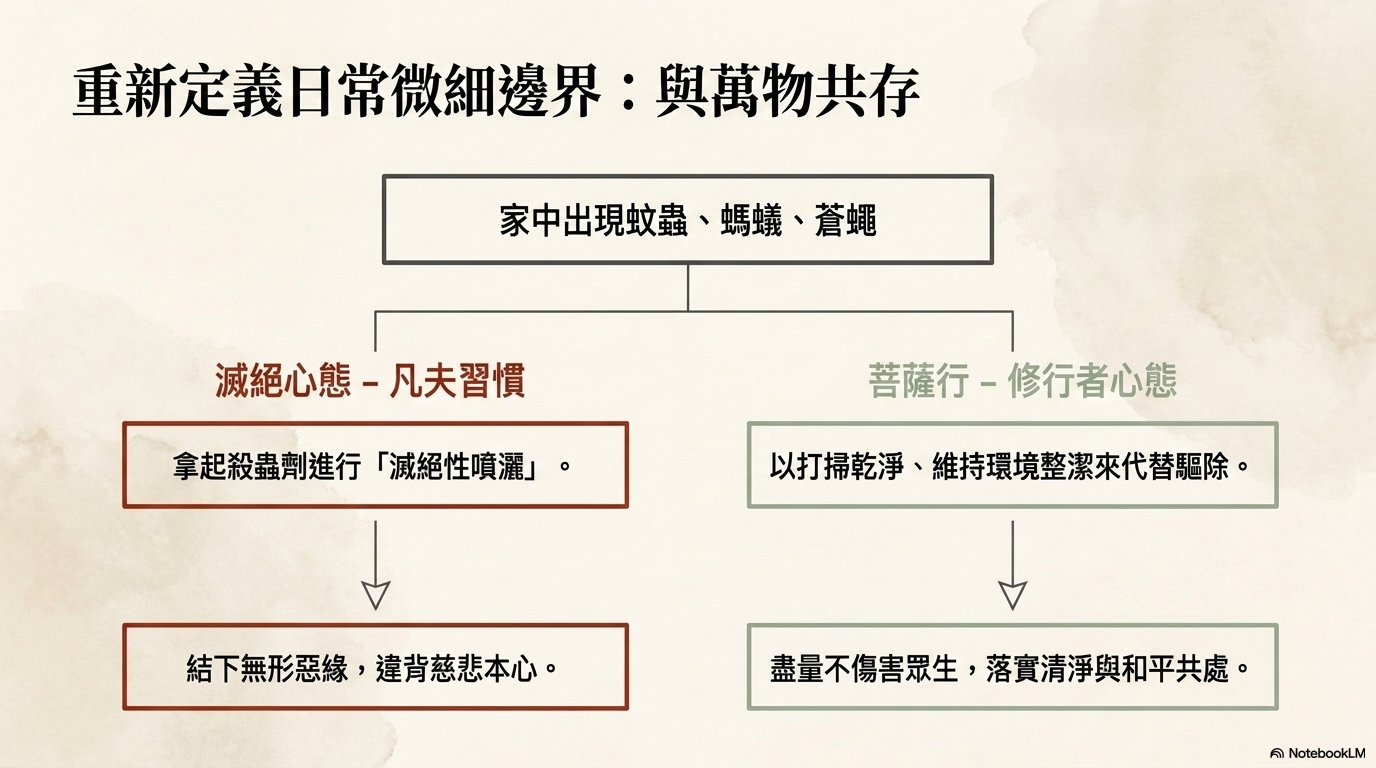 重新定義日常微細邊界：與萬物共存
家中出現蚊蟲、螞蟻、蒼蠅
滅絕心態 – 凡夫習慣
拿起殺蟲劑進行「滅絕性噴灑」。
結下無形惡緣，違背慈悲本心。
菩薩行 – 修行者心態
以打掃乾淨、維持環境整潔來代替驅除。
盡量不傷害眾生，落實清淨與和平共處。
NotebookLM